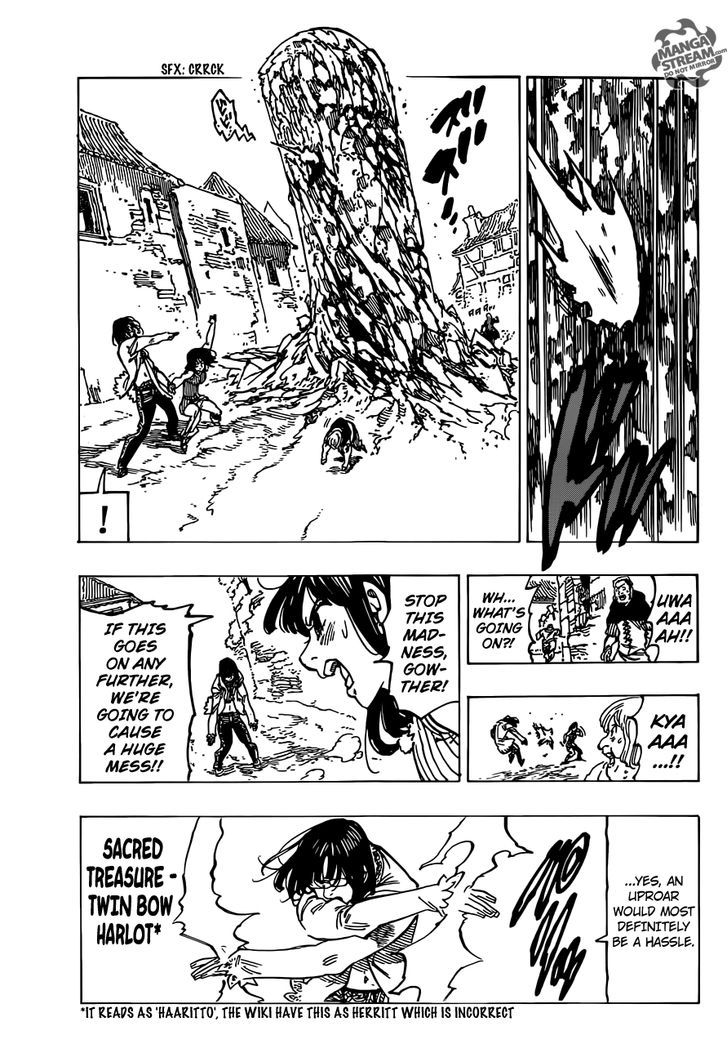 MANGA
STREAM.com
DO NOT MIRROR
SFX: CRRCK
!
UWA
AAA
AH!!
WH...
WHAT'S
GOING
ON?!
KYA
AAA
...!!
STOP
THIS
MAD-
NESS,
GOW-
THER!
IF THIS
GOES
ON ANY
FURTHER,
WE'RE
GOING TO
CAUSE
A HUGE
MESS!!
...YES, AN
UPROAR
WOULD MOST
DEFINITELY
BE A HASSLE.
SACRED
TREASURE -
TWIN BOW
HARLOT*
*IT READS AS 'HAARITTO', THE WIKI HAVE THIS AS HERRITT WHICH IS INCORRECT